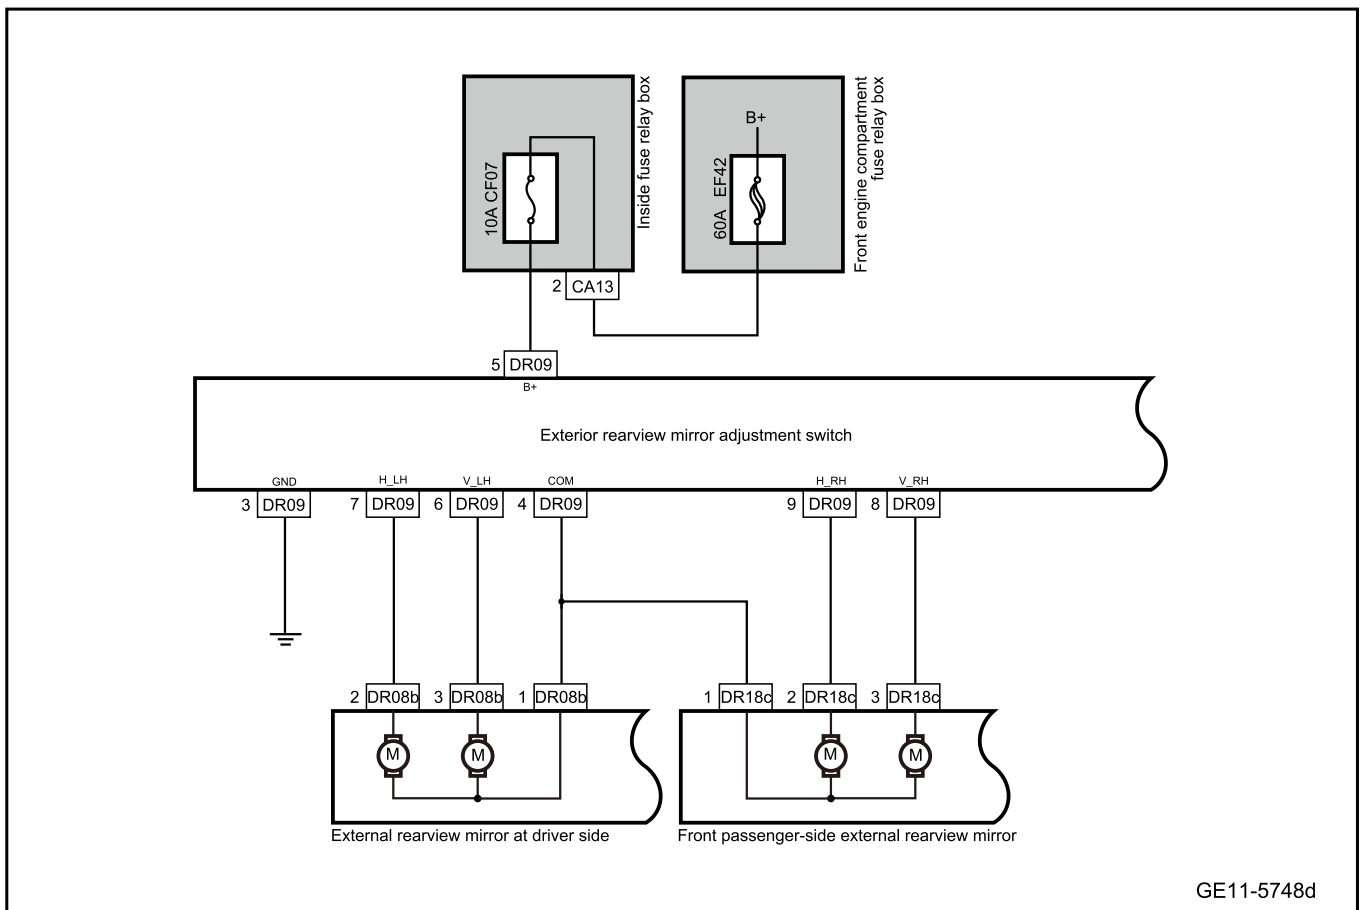 10A CF07
Inside fuse relay box
B+
60A EF42
Front engine compartment
fuse relay box
2 CA13
5 DR09
B+
Exterior rearview mirror adjustment switch
GND H_LH V_LH COM H_RH V_RH
3 DR09 7 DR09 6 DR09 4 DR09 9 DR09 8 DR09
2 DR08b 3 DR08b 1 DR08b 1 DR18c 2 DR18c 3 DR18c
M M M M
External rearview mirror at driver side
Front passenger-side external rearview mirror
GE11-5748d